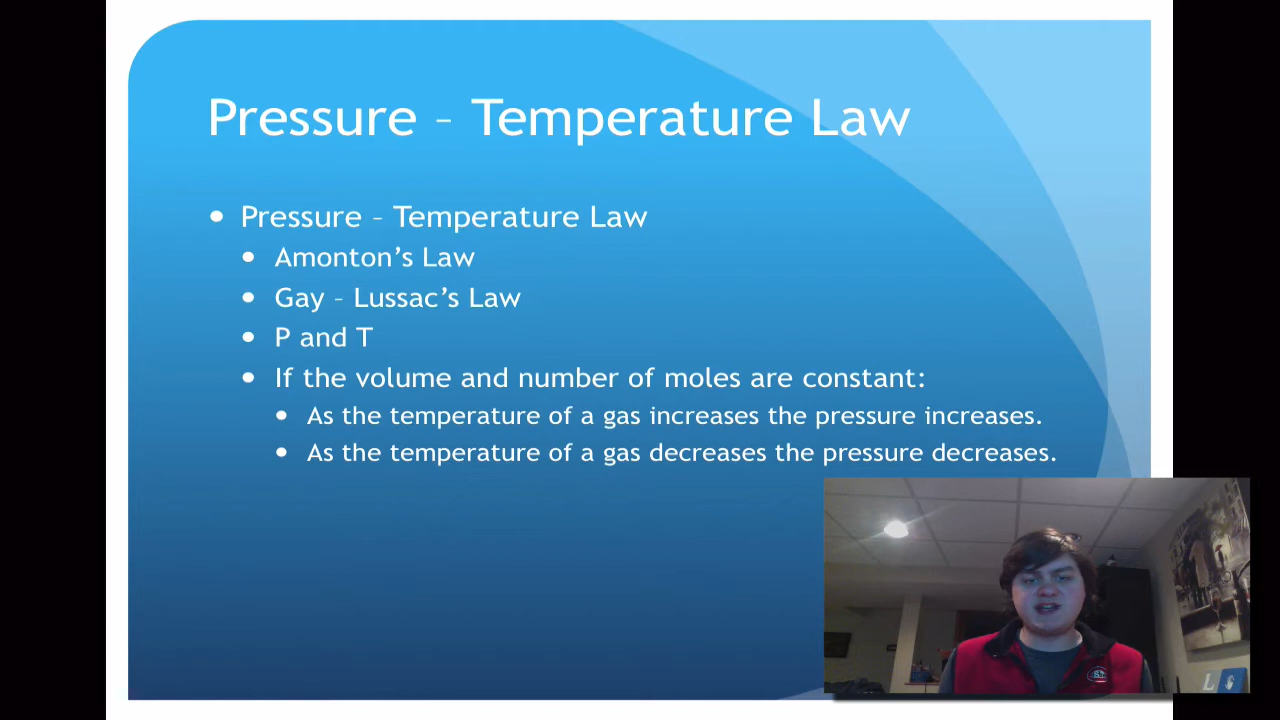 Pressure – Temperature Law
Pressure – Temperature Law
Amonton’s Law
Gay – Lussac’s Law
P and T
If the volume and number of moles are constant:
As the temperature of a gas increases the pressure increases.
As the temperature of a gas decreases the pressure decreases.
L